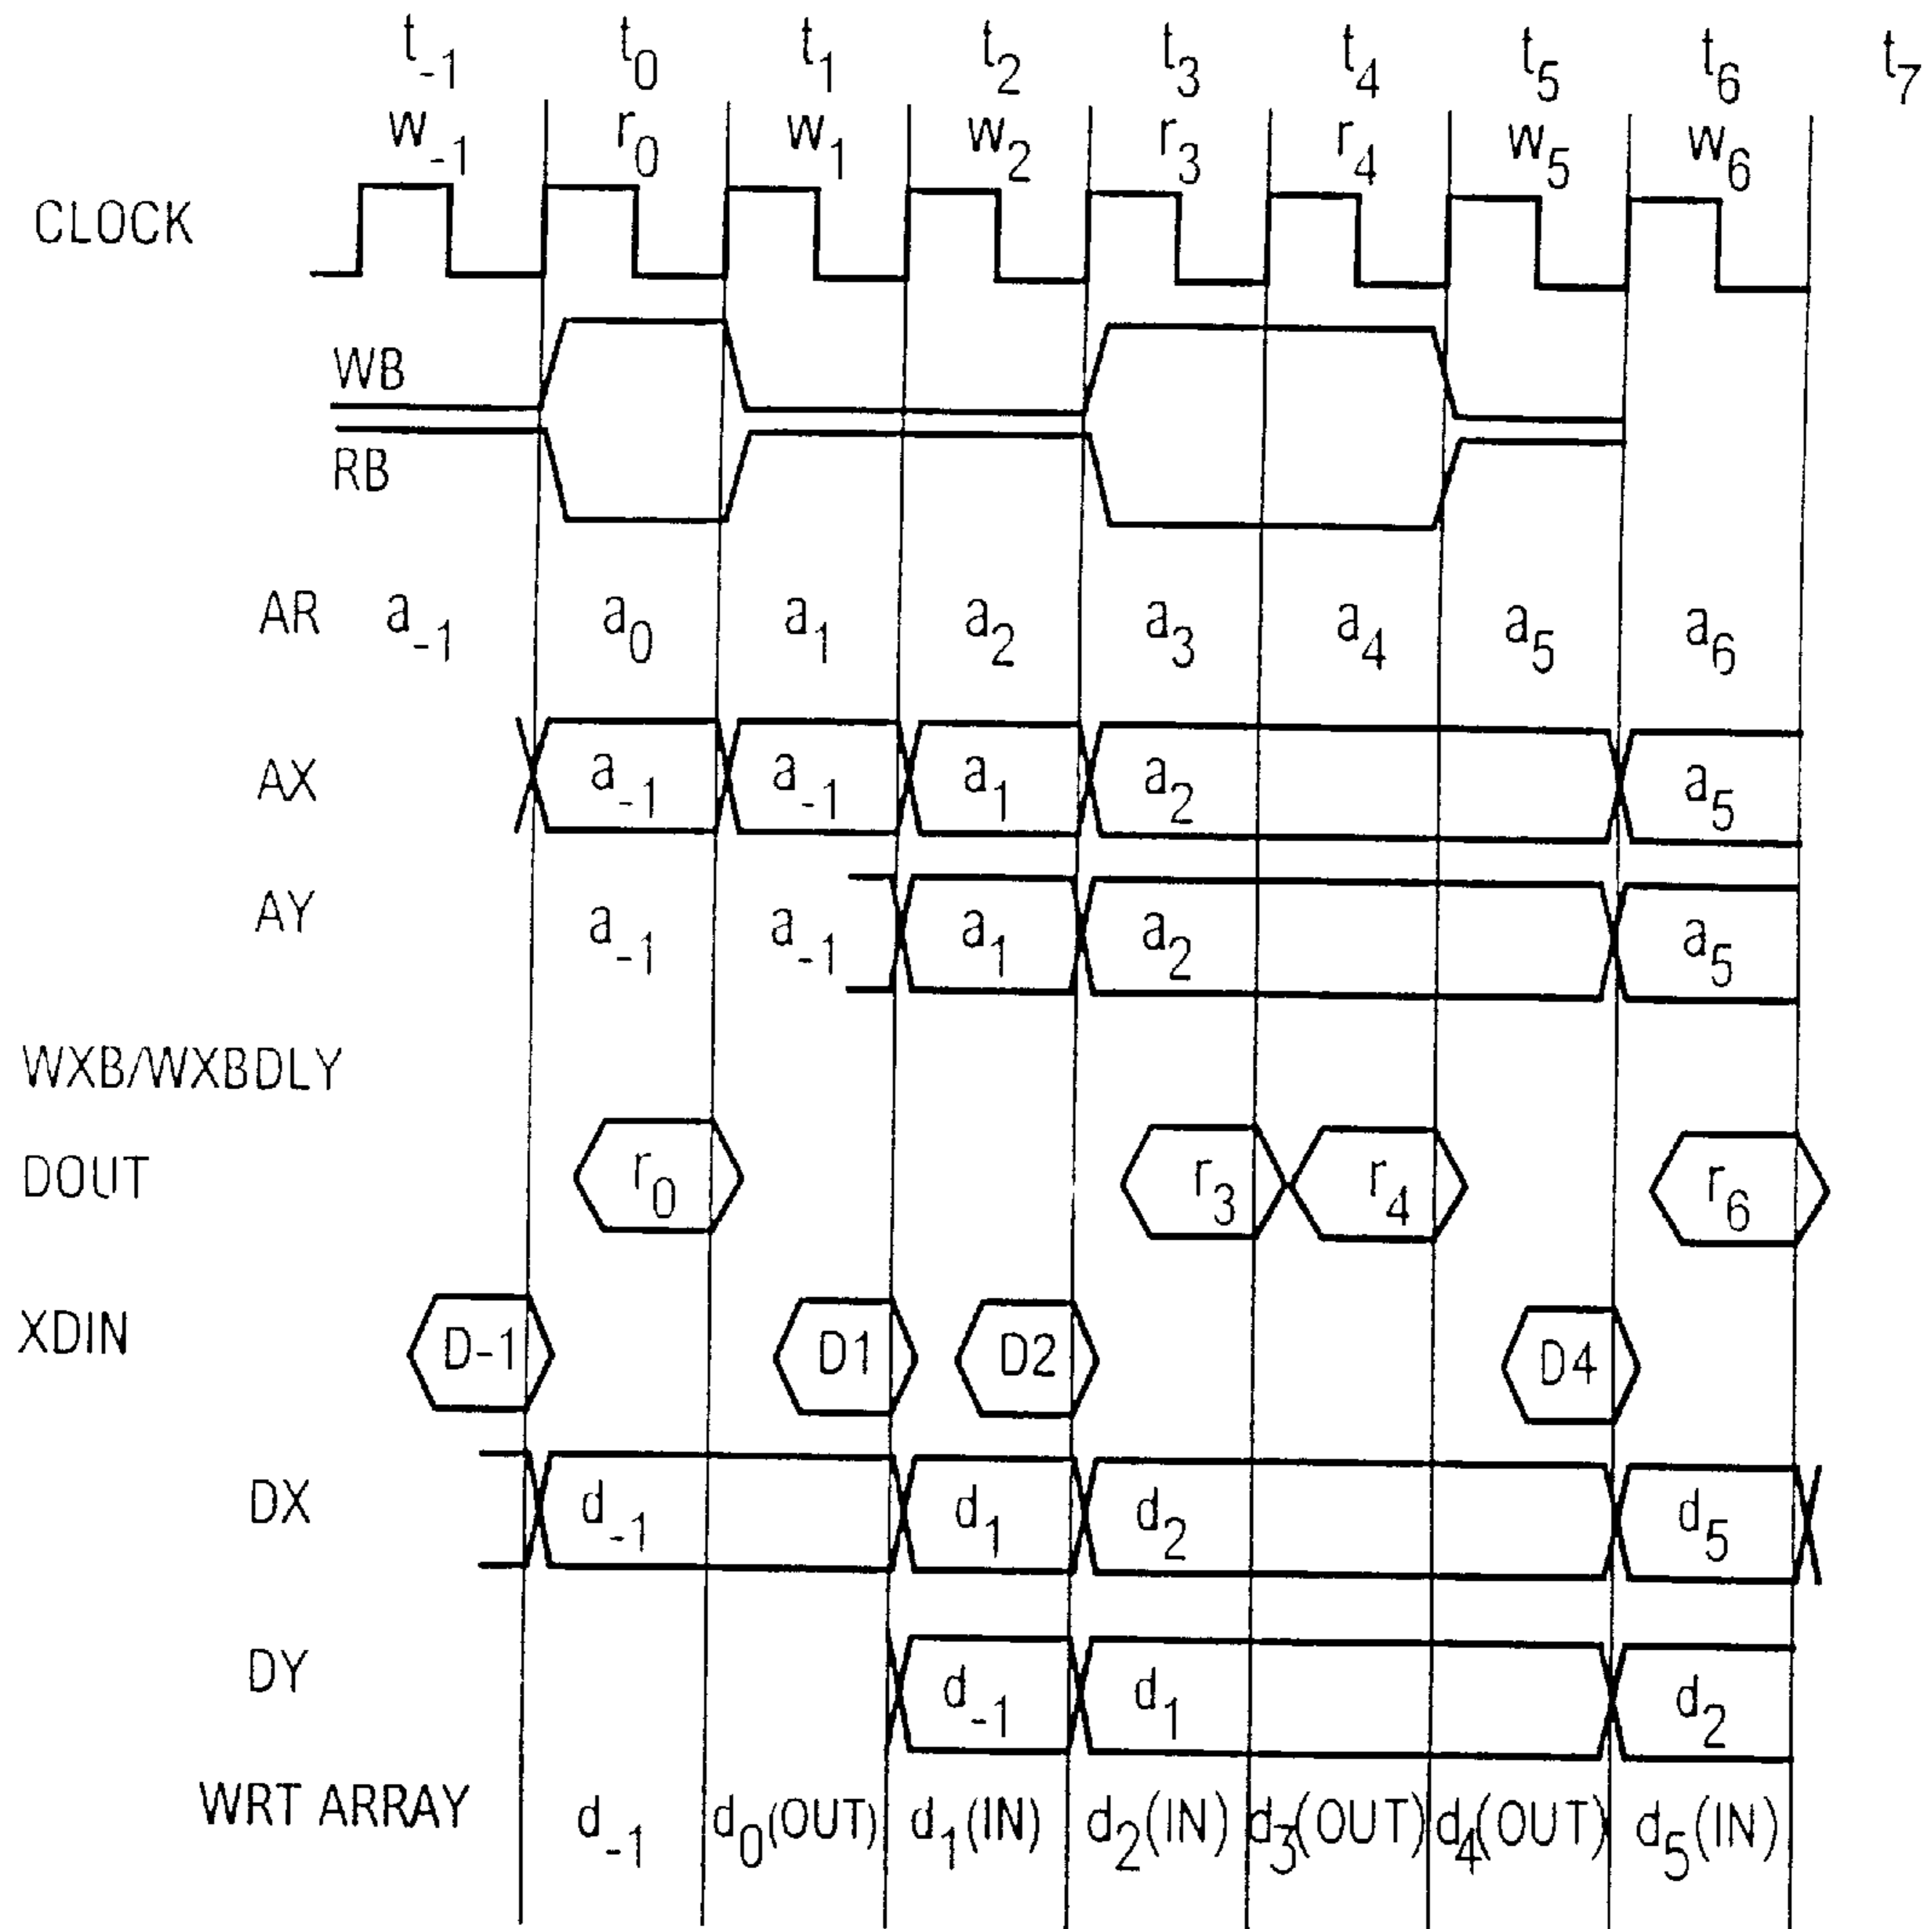 t-1 t0 t1 t2 t3 t4 t5 t6 t7
w-1 r0 w1 w2 r3 r4 w5 w6
CLOCK
WB
RB
AR a-1 a0 a1 a2 a3 a4 a5 a6
AX a-1 a-1 a1 a2 a5
AY a-1 a-1 a1 a2 a5
WXB/WXBDLY
DOUT r0 r3 r4 r6
XDIN D-1 D1 D2 D4
DX d-1 d1 d2 d5
DY d-1 d1 d2
WRT ARRAY d-1 d0(OUT) d1(IN) d2(IN) d3(OUT) d4(OUT) d5(IN)